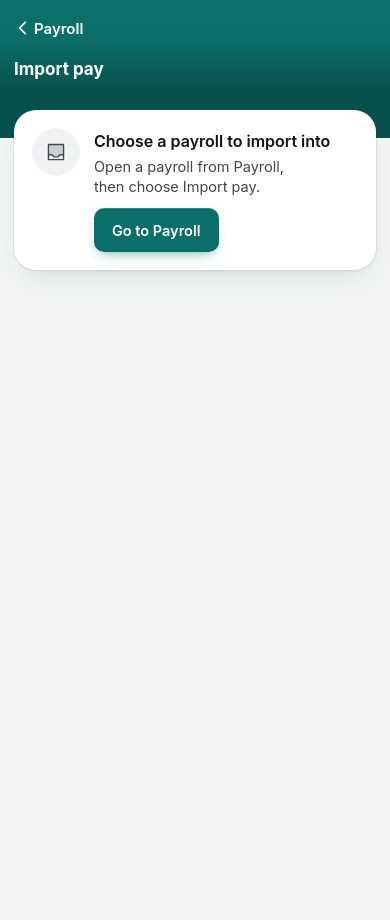 Payroll
Import pay
Choose a payroll to import into
Open a payroll from Payroll,
then choose Import pay.
Go to Payroll